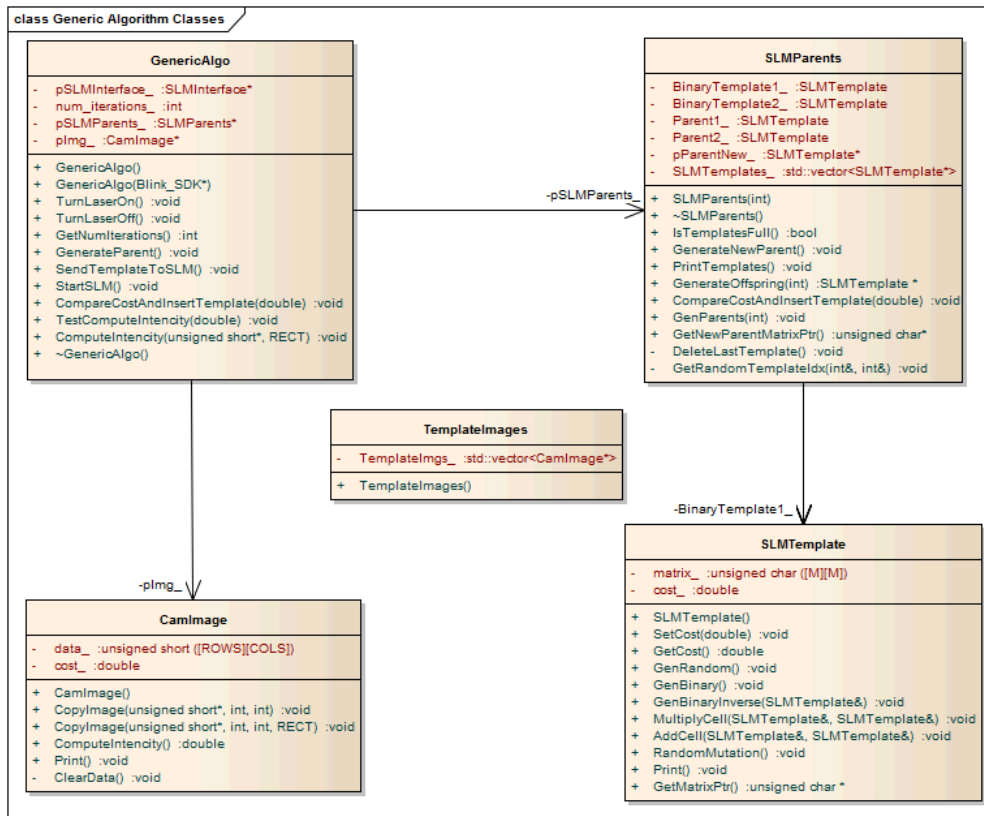 class Generic Algorithm Classes
GenericAlgo
- pSLMInterface_ :SLMInterface*
- num_iterations_ :int
- pSLMParents_ :SLMParents*
- pImg_ :CamImage*
+ GenericAlgo()
+ GenericAlgo(Blink_SDK*)
+ TurnLaserOn() :void
+ TurnLaserOff() :void
+ GetNumIterations() :int
+ GenerateParent() :void
+ SendTemplateToSLM() :void
+ StartSLM() :void
+ CompareCostAndInsertTemplate(double) :void
+ TestComputeIntencity(double) :void
+ ComputeIntencity(unsigned short*, RECT) :void
+ ~GenericAlgo()
-pSLMParents_
SLMParents
- BinaryTemplate1_ :SLMTemplate
- BinaryTemplate2_ :SLMTemplate
- Parent1_ :SLMTemplate
- Parent2_ :SLMTemplate
- pParentNew_ :SLMTemplate*
- SLMTemplates_ :std::vector<SLMTemplate*>
+ SLMParents(int)
+ ~SLMParents()
+ IsTemplatesFull() :bool
+ GenerateNewParent() :void
+ PrintTemplates() :void
+ GenerateOffspring(int) :SLMTemplate *
+ CompareCostAndInsertTemplate(double) :void
+ GenParents(int) :void
+ GetNewParentMatrixPtr() :unsigned char*
- DeleteLastTemplate() :void
- GetRandomTemplateIdx(int&, int&) :void
TemplateImages
- TemplateImgs_ :std::vector<CamImage*>
+ TemplateImages()
-pImg_
CamImage
- data_ :unsigned short ([ROWS][COLS])
- cost_ :double
+ CamImage()
+ CopyImage(unsigned short*, int, int) :void
+ CopyImage(unsigned short*, int, int, RECT) :void
+ ComputeIntencity() :double
+ Print() :void
- ClearData() :void
-BinaryTemplate1_
SLMTemplate
- matrix_ :unsigned char ([M][M])
- cost_ :double
+ SLMTemplate()
+ SetCost(double) :void
+ GetCost() :double
+ GenRandom() :void
+ GenBinary() :void
+ GenBinaryInverse(SLMTemplate&) :void
+ MultiplyCell(SLMTemplate&, SLMTemplate&) :void
+ AddCell(SLMTemplate&, SLMTemplate&) :void
+ RandomMutation() :void
+ Print() :void
+ GetMatrixPtr() :unsigned char *